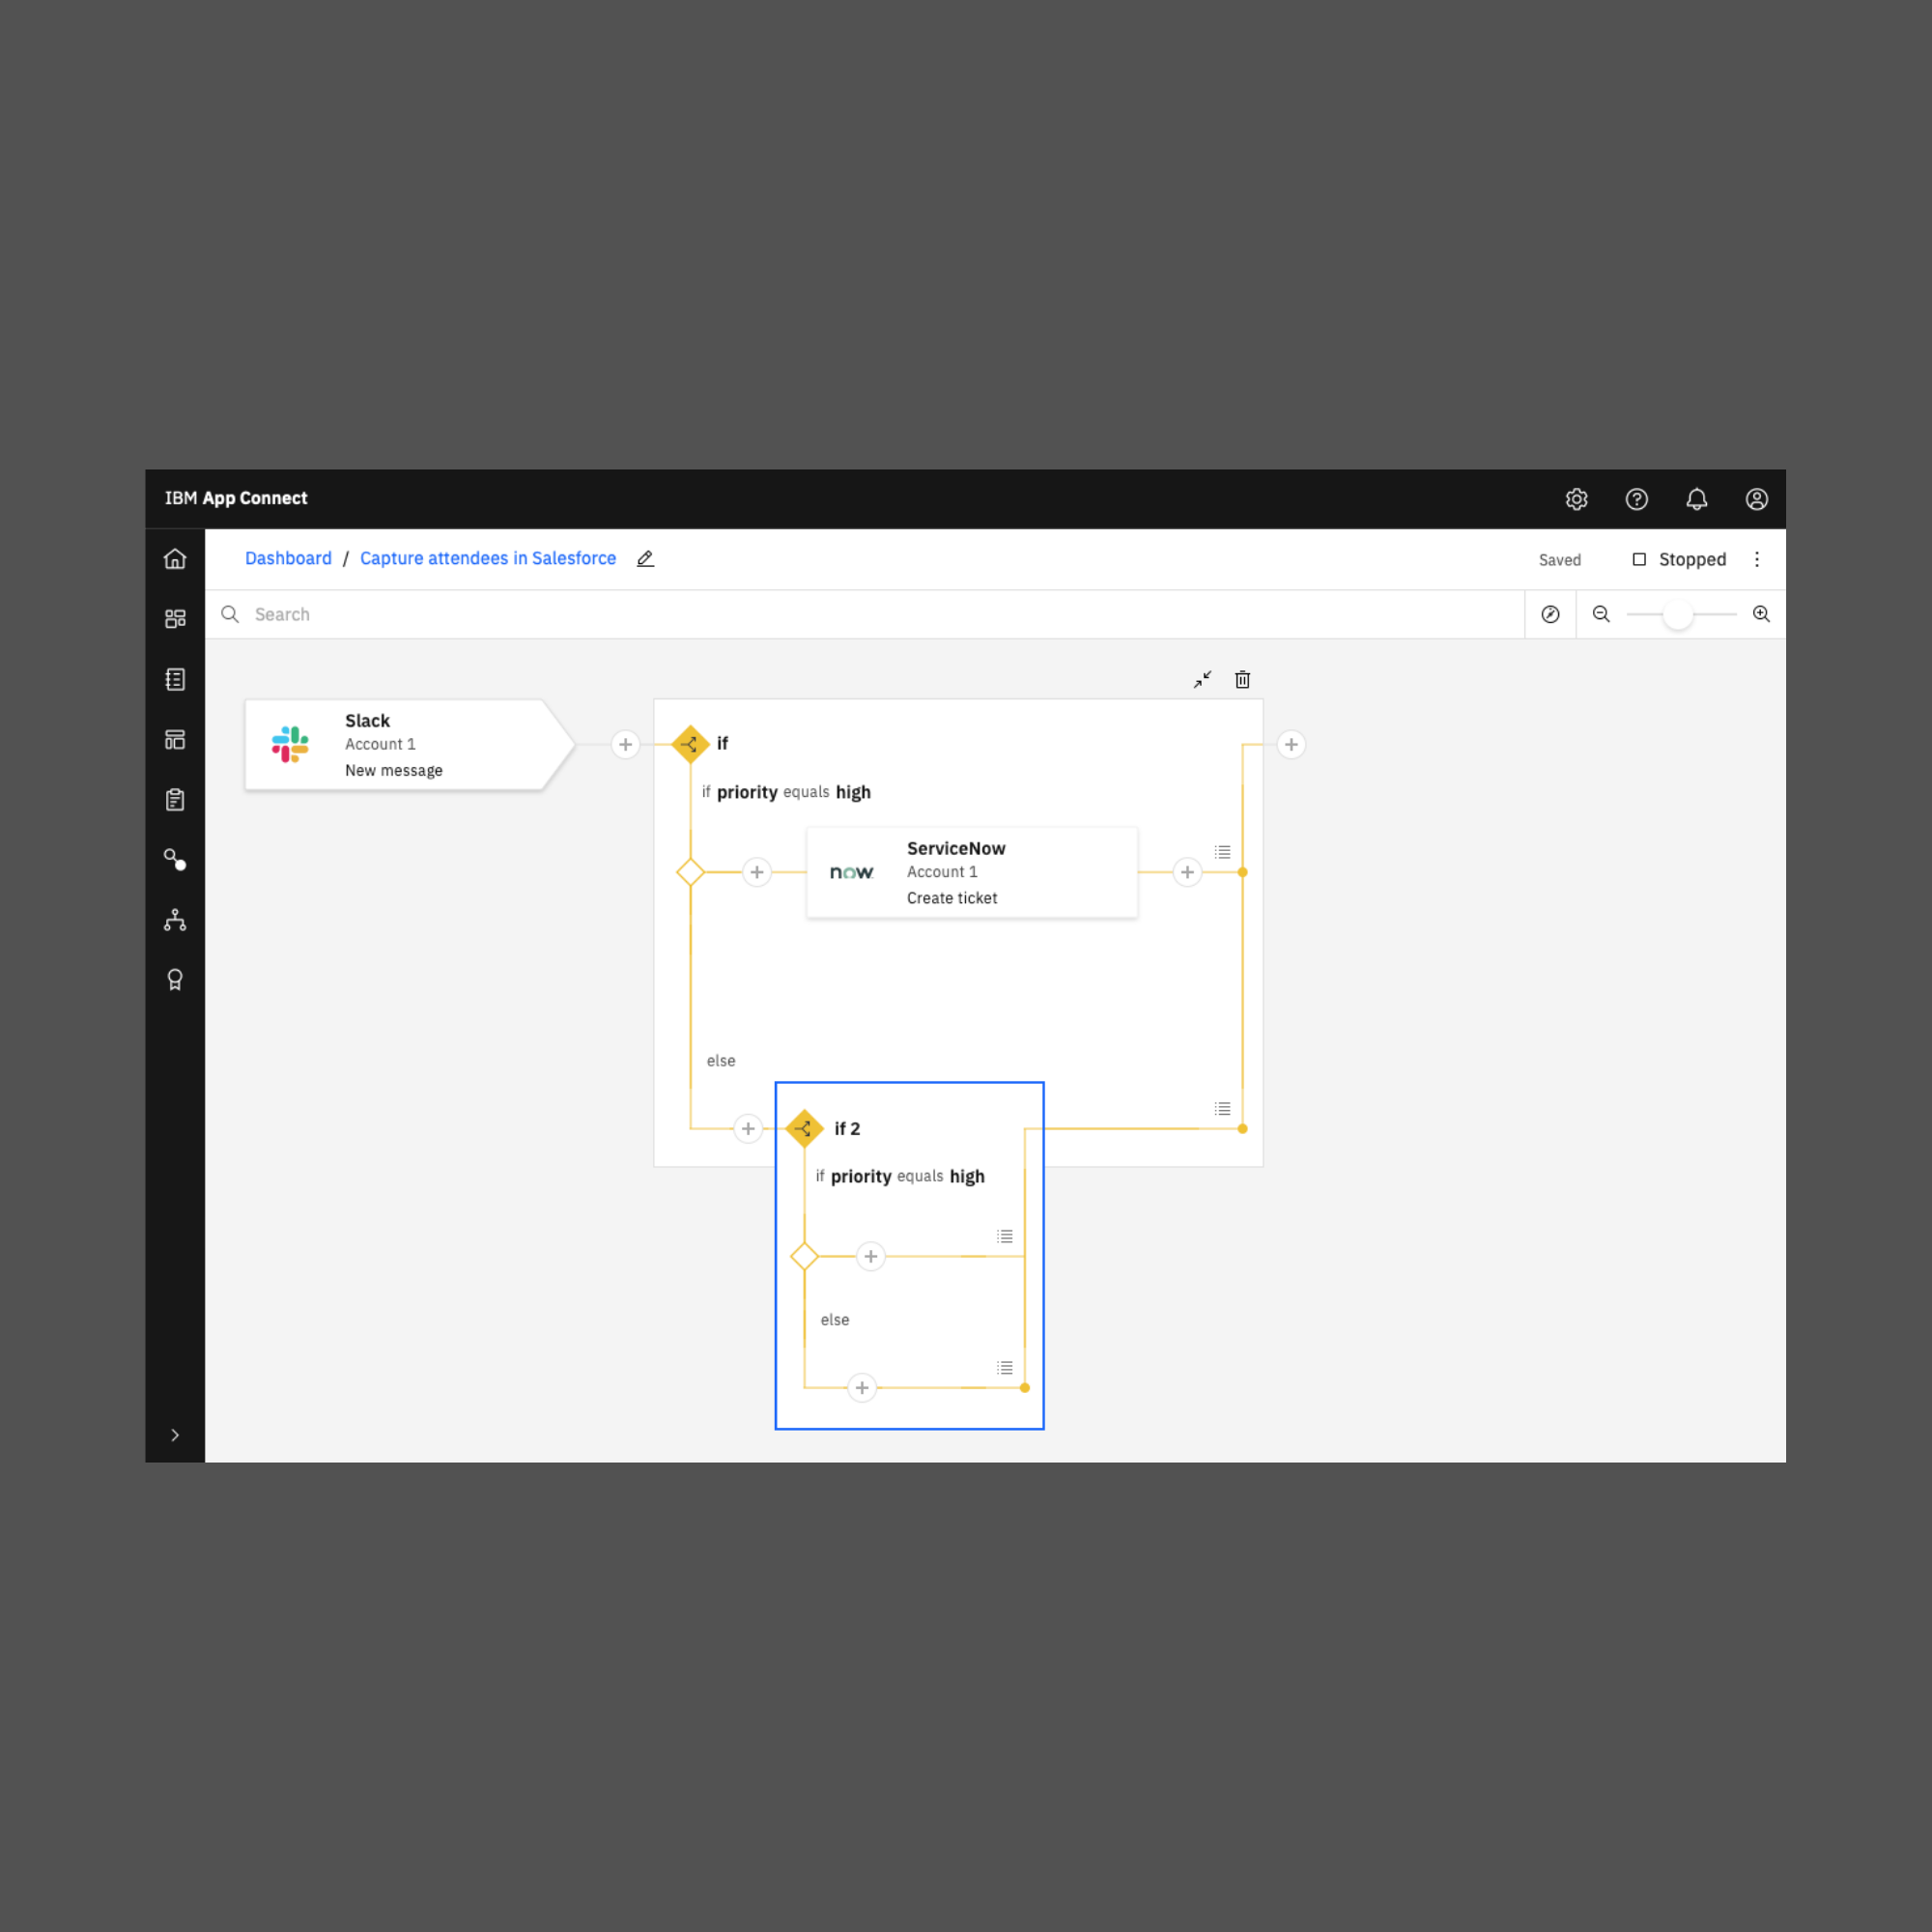 IBM App Connect
Dashboard / Capture attendees in Salesforce
Saved
Stopped
Search
Slack
Account 1
New message
if
if priority equals high
now
ServiceNow
Account 1
Create ticket
else
if 2
if priority equals high
else